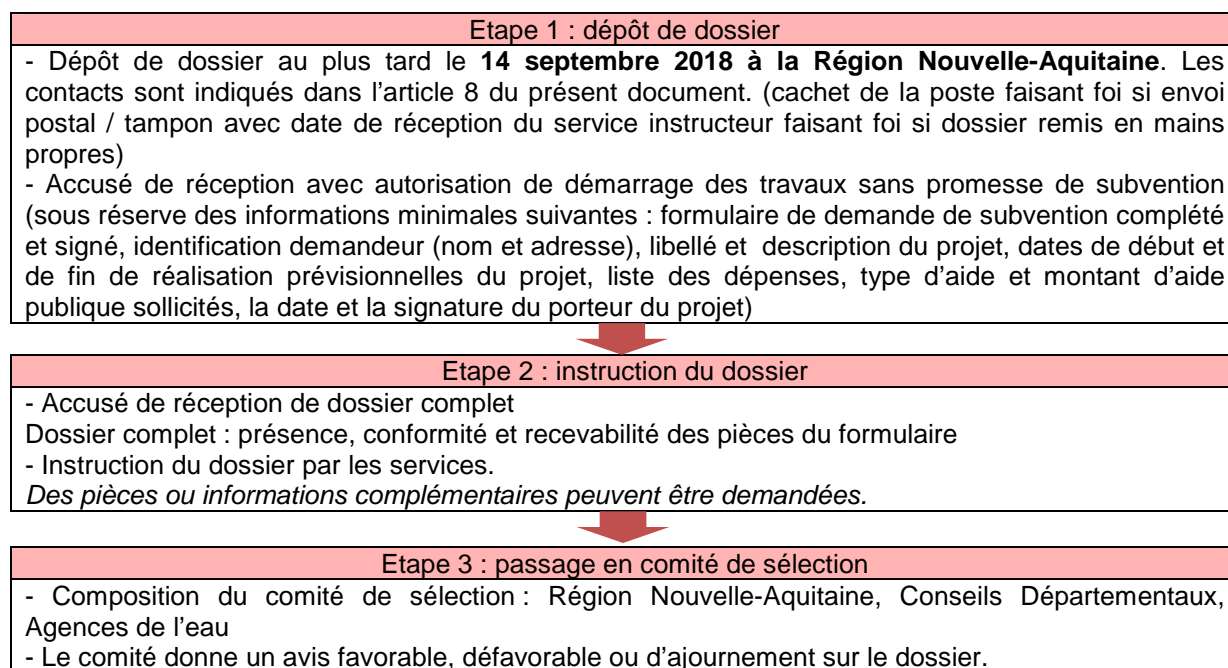 Etape 1 : dépôt de dossier
- Dépôt de dossier au plus tard le 14 septembre 2018 à la Région Nouvelle-Aquitaine. Les
contacts sont indiqués dans l'article 8 du présent document. (cachet de la poste faisant foi si envoi
postal / tampon avec date de réception du service instructeur faisant foi si dossier remis en mains
propres)
- Accusé de réception avec autorisation de démarrage des travaux sans promesse de subvention
(sous réserve des informations minimales suivantes : formulaire de demande de subvention complété
et signé, identification demandeur (nom et adresse), libellé et description du projet, dates de début et
de fin de réalisation prévisionnelles du projet, liste des dépenses, type d'aide et montant d'aide
publique sollicités, la date et la signature du porteur du projet)
Etape 2 : instruction du dossier
- Accusé de réception de dossier complet
Dossier complet : présence, conformité et recevabilité des pièces du formulaire
- Instruction du dossier par les services.
Des pièces ou informations complémentaires peuvent être demandées.
Etape 3 : passage en comité de sélection
- Composition du comité de sélection : Région Nouvelle-Aquitaine, Conseils Départementaux,
Agences de l'eau
- Le comité donne un avis favorable, défavorable ou d'ajournement sur le dossier.